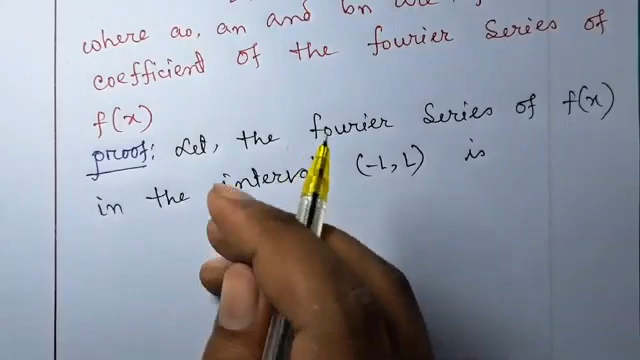 where a0, an and bn are
coefficient of the fourier Series of
f(x)
proof: Let, the fourier Series of f(x)
in the interval (-L, L) is